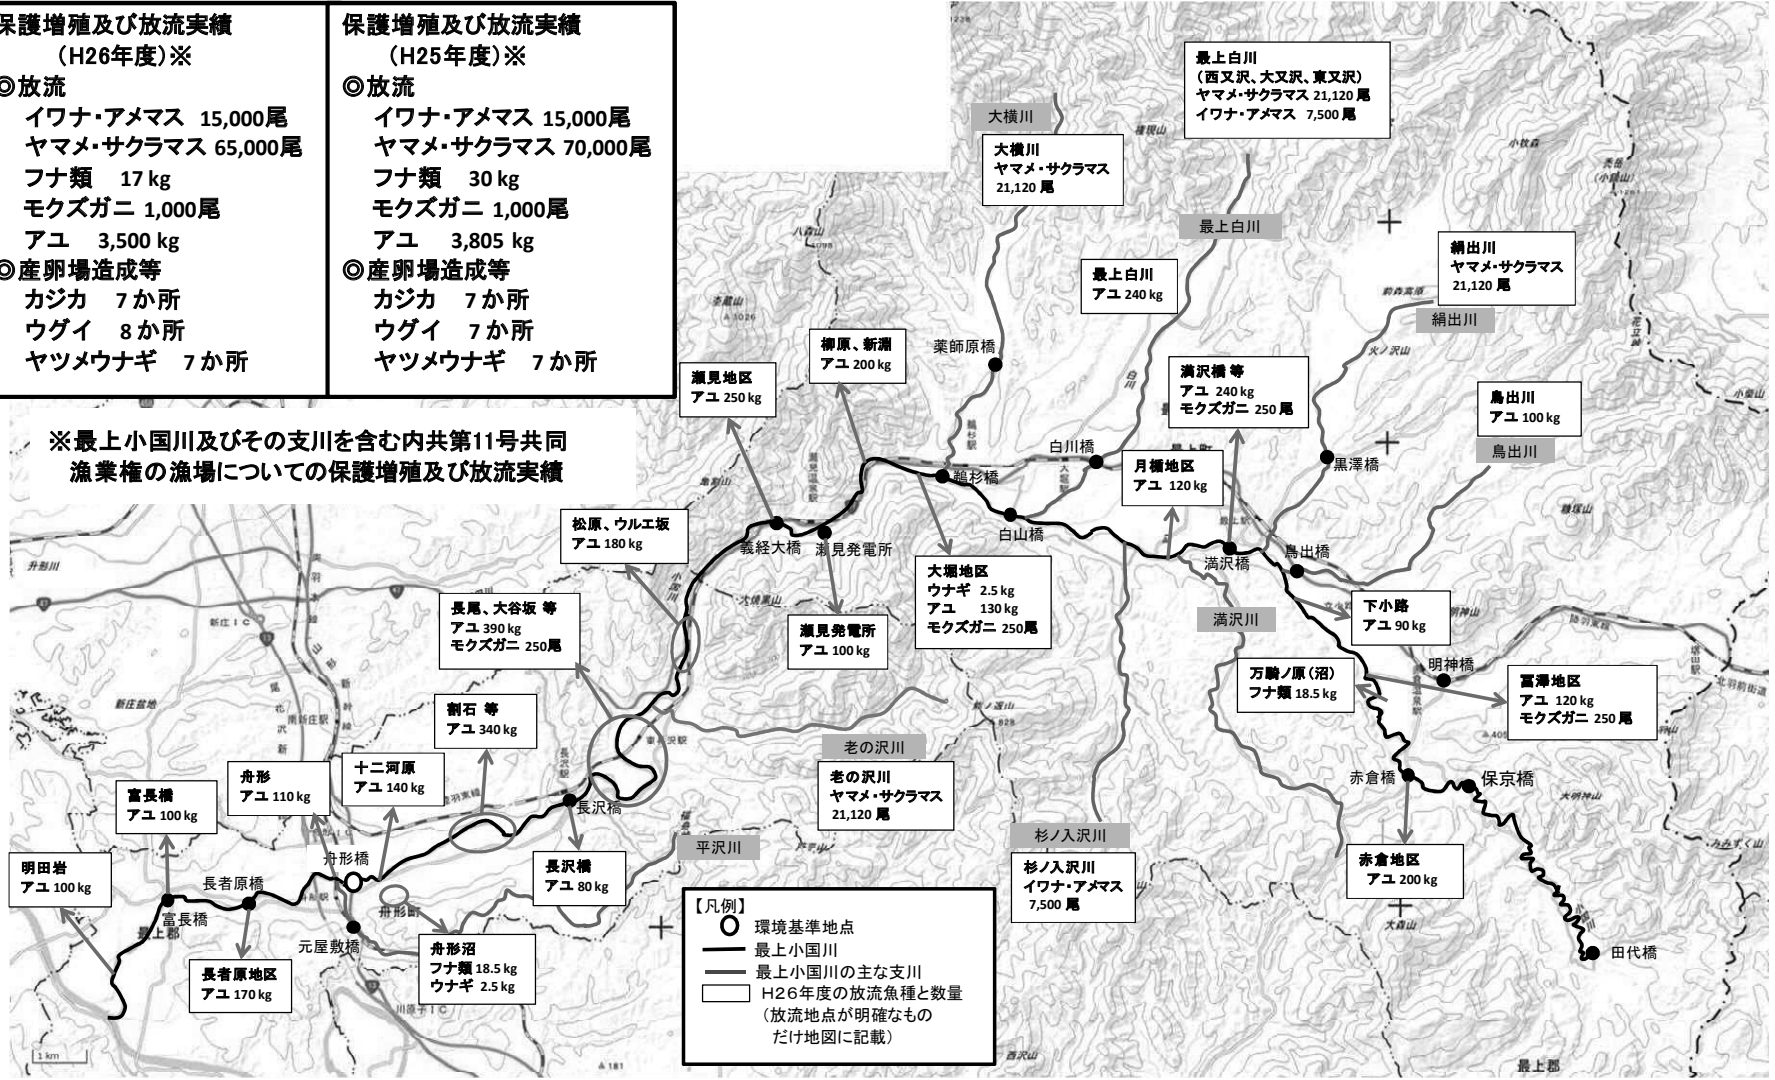 保護増殖及び放流実績
(H26年度)※
◎放流
イワナ・アメマス 15,000尾
ヤマメ・サクラマス 65,000尾
フナ類 17 kg
モクズガニ 1,000尾
アユ 3,500 kg
◎産卵場造成等
カジカ 7か所
ウグイ 8か所
ヤツメウナギ 7か所
保護増殖及び放流実績
(H25年度)※
◎放流
イワナ・アメマス 15,000尾
ヤマメ・サクラマス 70,000尾
フナ類 30 kg
モクズガニ 1,000尾
アユ 3,805 kg
◎産卵場造成等
カジカ 7か所
ウグイ 7か所
ヤツメウナギ 7か所
※最上小国川及びその支川を含む内共第11号共同
漁業権の漁場についての保護増殖及び放流実績
最上白川
(西又沢、大又沢、東又沢)
ヤマメ・サクラマス 21,120 尾
イワナ・アメマス 7,500 尾
大横川
大横川
ヤマメ・サクラマス
21,120 尾
最上白川
最上白川
アユ 240 kg
絹出川
ヤマメ・サクラマス
21,120 尾
絹出川
柳原、新淵
アユ 200 kg
薬師原橋
瀬見地区
アユ 250 kg
満沢橋 等
アユ 240 kg
モクズガニ 250 尾
鳥出川
アユ 100 kg
鳥出川
白川橋
月楯地区
アユ 120 kg
黒澤橋
鵜杉橋
白山橋
松原、ウルエ坂
アユ 180 kg
義経大橋
瀬見発電所
満沢橋
鳥出橋
大堀地区
ウナギ 2.5 kg
アユ 130 kg
モクズガニ 250尾
長尾、大谷坂 等
アユ 390 kg
モクズガニ 250尾
瀬見発電所
アユ 100 kg
満沢川
下小路
アユ 90 kg
万騎ノ原(沼)
フナ類 18.5 kg
明神橋
富澤地区
アユ 120 kg
モクズガニ 250 尾
割石 等
アユ 340 kg
老の沢川
老の沢川
ヤマメ・サクラマス
21,120 尾
赤倉橋
保京橋
舟形
アユ 110 kg
十二河原
アユ 140 kg
富長橋
アユ 100 kg
長沢橋
杉ノ入沢川
杉ノ入沢川
イワナ・アメマス
7,500 尾
平沢川
赤倉地区
アユ 200 kg
明田岩
アユ 100 kg
長者原橋
舟形橋
長沢橋
アユ 80 kg
富長橋
最上郡
元屋敷橋
舟形町
舟形沼
フナ類 18.5 kg
ウナギ 2.5 kg
長者原地区
アユ 170 kg
田代橋
【凡例】
環境基準地点
最上小国川
最上小国川の主な支川
H26年度の放流魚種と数量
(放流地点が明確なもの
だけ地図に記載)
1 km
最上郡